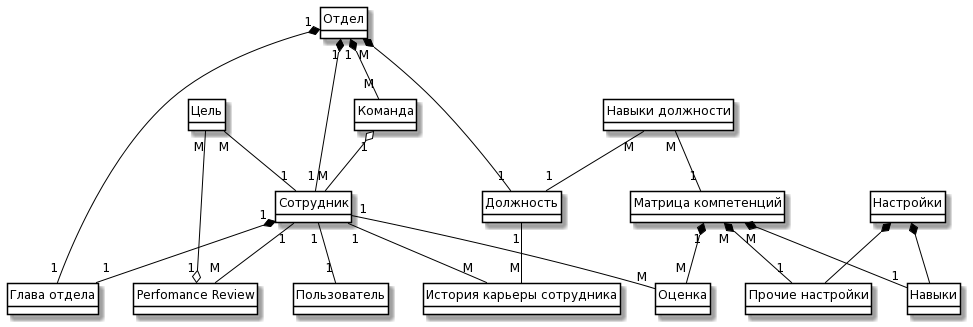 Отдел
1
1 1 M
M
Цель
Команда
Навыки должности
M M
1
M M
1
1 M
1
1
Сотрудник
Должность
Матрица компетенций
Настройки
1
1
1 1 1
1
1 M M
1 1 M
1 M
M
M
1
1
Глава отдела
Perfomance Review
Пользователь
История карьеры сотрудника
Оценка
Прочие настройки
Навыки